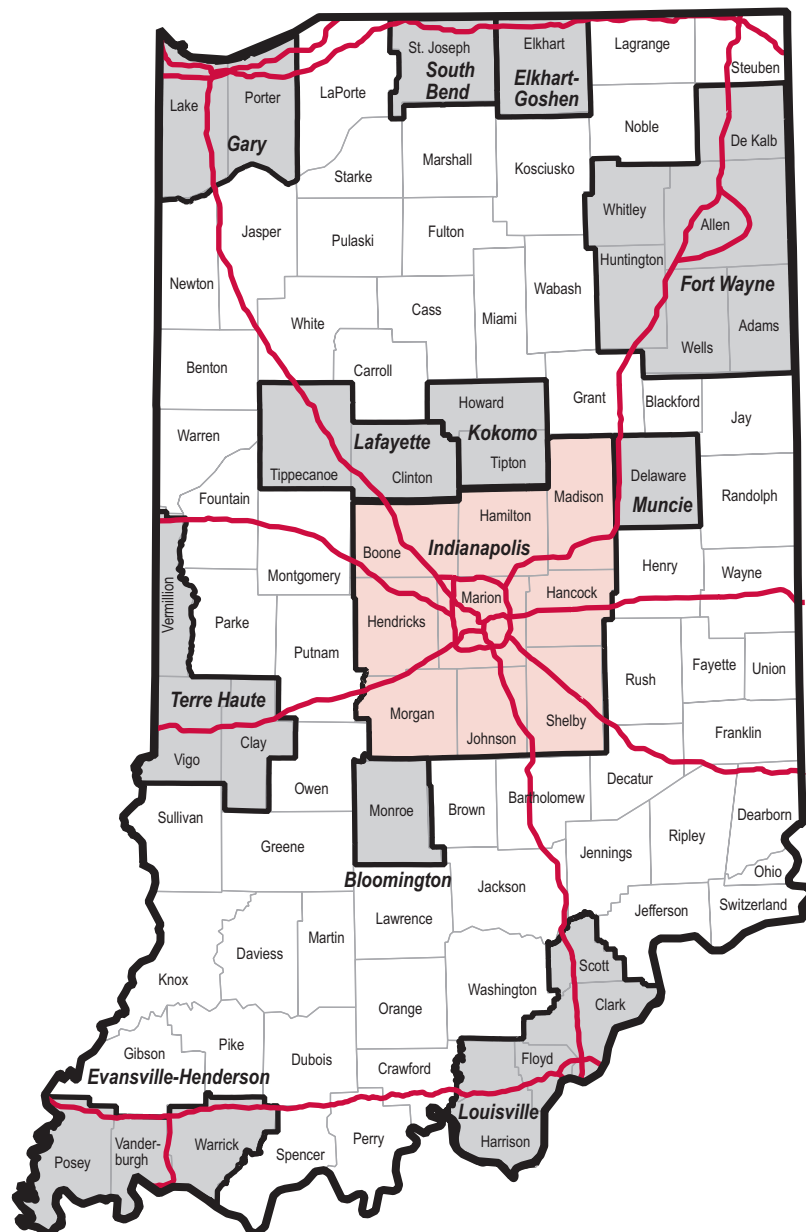 St. Joseph
Elkhart
Lagrange
Steuben
South
Bend
Elkhart-
Goshen
LaPorte
Porter
Lake
Gary
Noble
De Kalb
Marshall
Kosciusko
Starke
Whitley
Allen
Jasper
Pulaski
Fulton
Huntington
Fort Wayne
Newton
Wabash
White
Cass
Miami
Wells
Adams
Benton
Carroll
Grant
Blackford
Jay
Howard
Warren
Lafayette
Kokomo
Tippecanoe
Clinton
Tipton
Delaware
Muncie
Madison
Randolph
Fountain
Hamilton
Boone
Indianapolis
Montgomery
Henry
Wayne
Vermillion
Parke
Marion
Hancock
Hendricks
Putnam
Rush
Fayette
Union
Terre Haute
Morgan
Johnson
Shelby
Franklin
Vigo
Clay
Owen
Decatur
Sullivan
Monroe
Brown
Bartholomew
Dearborn
Ripley
Greene
Jennings
Ohio
Bloomington
Jackson
Switzerland
Jefferson
Lawrence
Martin
Daviess
Scott
Knox
Washington
Clark
Orange
Gibson
Pike
Dubois
Crawford
Floyd
Evansville-Henderson
Louisville
Harrison
Posey
Vander-
burgh
Warrick
Spencer
Perry